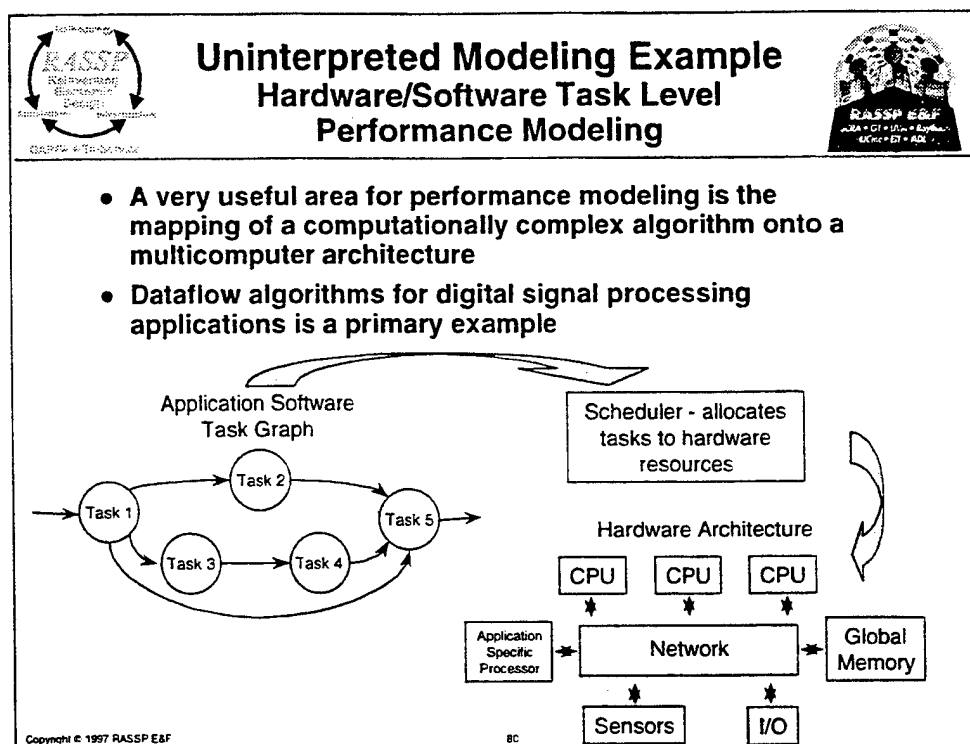 RASSP
Reinventing
Electronic
Design
Uninterpreted Modeling Example
Hardware/Software Task Level
Performance Modeling
RASSP E&F
• A very useful area for performance modeling is the
mapping of a computationally complex algorithm onto a
multicomputer architecture
• Dataflow algorithms for digital signal processing
applications is a primary example
Application Software
Task Graph
Task 1
Task 2
Task 3
Task 4
Task 5
Scheduler - allocates
tasks to hardware
resources
Hardware Architecture
CPU
CPU
CPU
Application
Specific
Processor
Network
Global
Memory
Sensors
I/O
Copyright © 1997 RASSP E&F